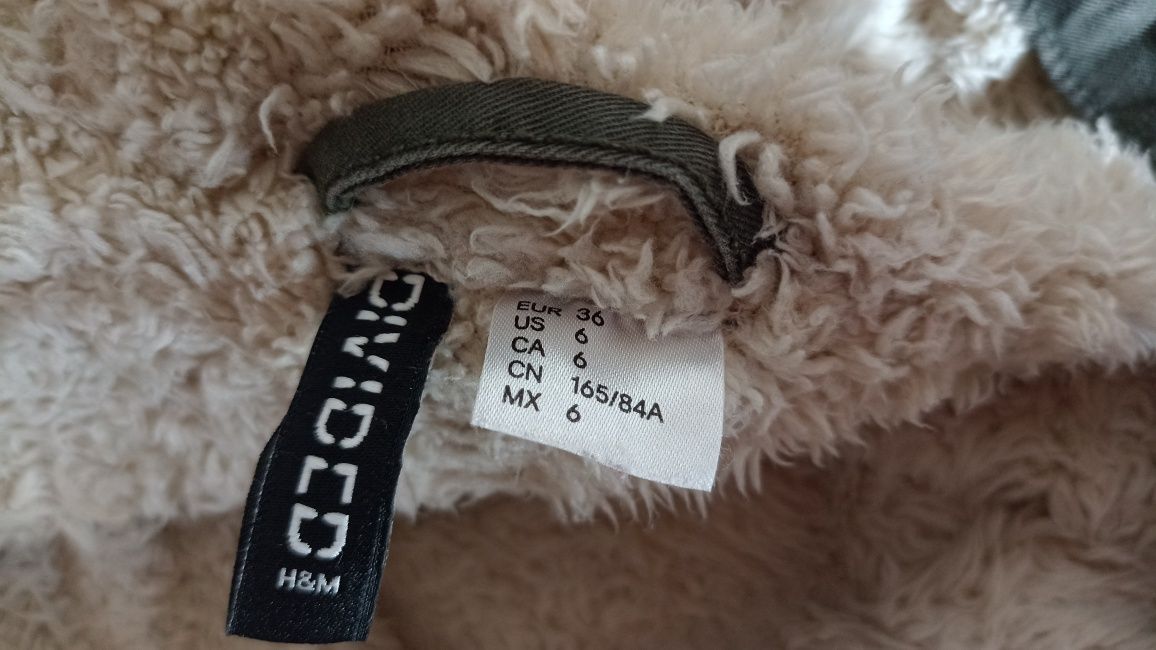 DIVIDED
H&M
EUR 36
US 6
CA 6
CN 165/84A
MX 6